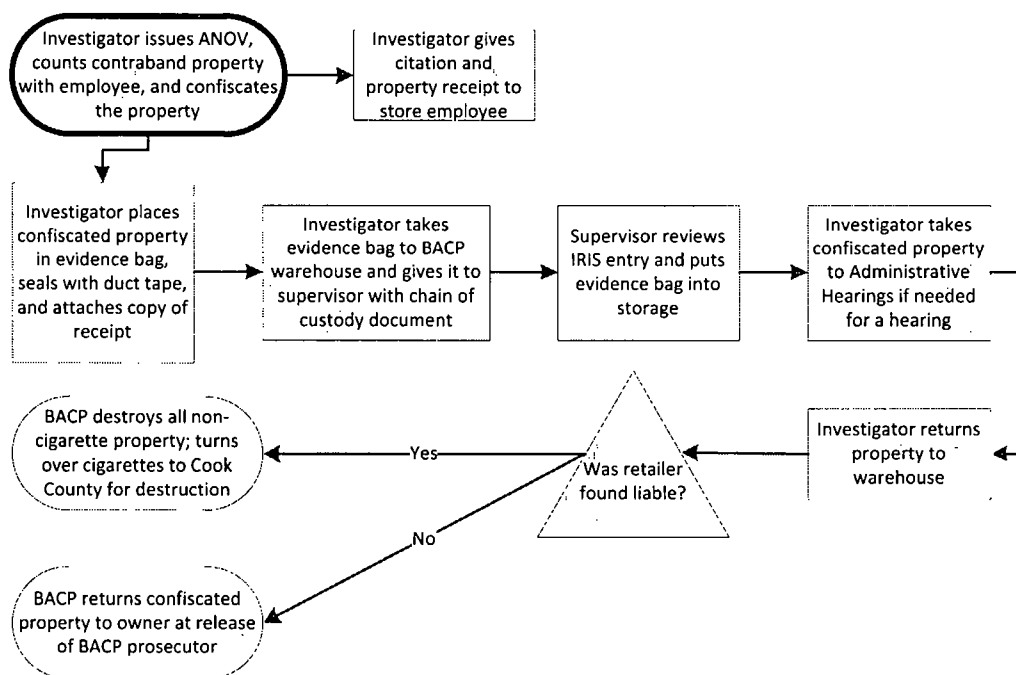 Investigator issues ANOV,
counts contraband property
with employee, and confiscates
the property
Investigator gives
citation and
property receipt to
store employee
Investigator places
confiscated property
in evidence bag,
seals with duct tape,
and attaches copy of
receipt
Investigator takes
evidence bag to BACP
warehouse and gives it to
supervisor with chain of
custody document
Supervisor reviews
IRIS entry and puts
evidence bag into
storage
Investigator takes
confiscated property
to Administrative
Hearings if needed
for a hearing
BACP destroys all non-
cigarette property; turns
over cigarettes to Cook
County for destruction
Yes
Was retailer
found liable?
Investigator returns
property to
warehouse
No
BACP returns confiscated
property to owner at release
of BACP prosecutor